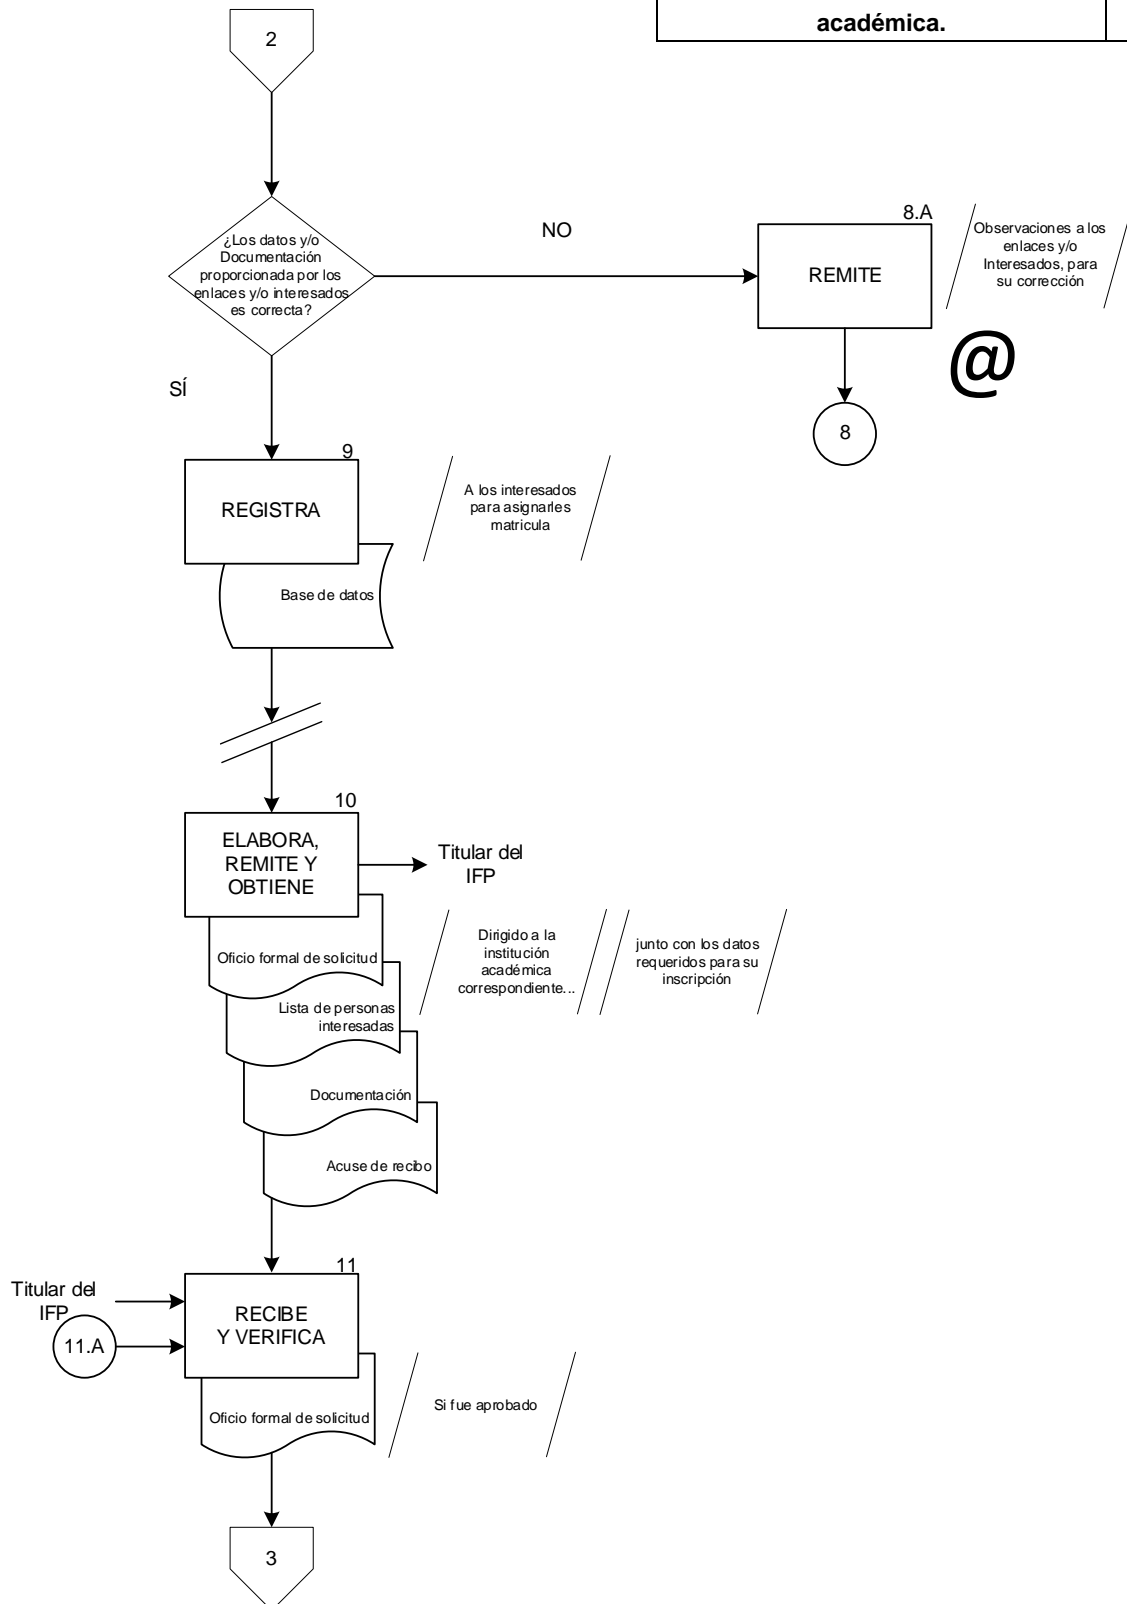 académica.
2
¿Los datos y/o
Documentación
proporcionada por los
enlaces y/o interesados
es correcta?
NO
8.A
REMITE
Observaciones a los
enlaces y/o
Interesados, para
su corrección
@
8
SÍ
9
REGISTRA
A los interesados
para asignarles
matricula
Base de datos
10
ELABORA,
REMITE Y
OBTIENE
Titular del
IFP
Oficio formal de solicitud
Dirigido a la
institución
académica
correspondiente...
junto con los datos
requeridos para su
inscripción
Lista de personas
interesadas
Documentación
Acuse de recibo
11
Titular del
IFP
11.A
RECIBE
Y VERIFICA
Oficio formal de solicitud
Si fue aprobado
3